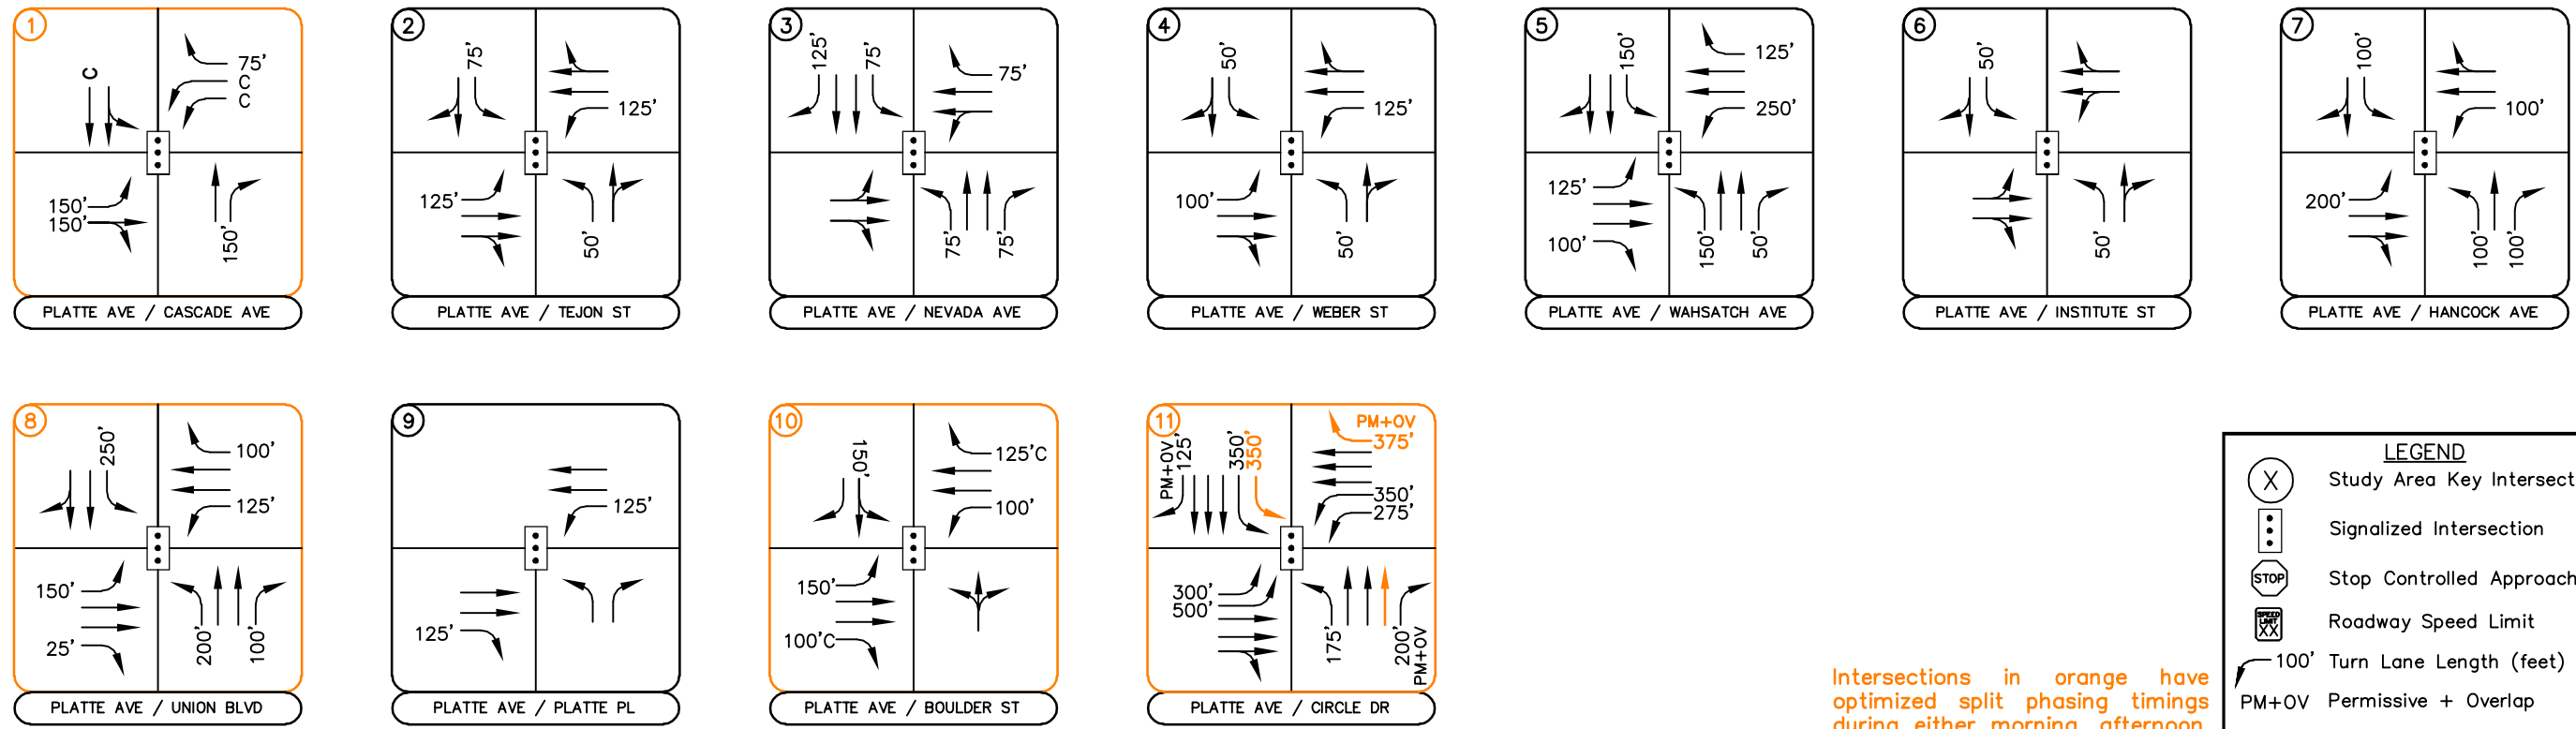 1
C
75'
C
C
150'
150'
150'
PLATTE AVE / CASCADE AVE
2
75'
125'
125'
50'
PLATTE AVE / TEJON ST
3
125'
75'
75'
75'
75'
PLATTE AVE / NEVADA AVE
4
50'
125'
100'
50'
PLATTE AVE / WEBER ST
5
150'
125'
250'
125'
100'
150'
50'
PLATTE AVE / WAHSATCH AVE
6
50'
50'
PLATTE AVE / INSTITUTE ST
7
100'
100'
200'
100'
100'
PLATTE AVE / HANCOCK AVE
8
250'
100'
125'
150'
25'
200'
100'
PLATTE AVE / UNION BLVD
9
125'
125'
PLATTE AVE / PLATTE PL
10
150'
125'C
100'
150'
100'C
PLATTE AVE / BOULDER ST
11
PM+OV
125'
350'
350'
PM+OV
375'
350'
275'
300'
500'
175'
200'
PM+OV
PLATTE AVE / CIRCLE DR
Intersections in orange have
optimized split phasing timings
during either morning, afternoon,
LEGEND
X
Study Area Key Intersect
Signalized Intersection
STOP
Stop Controlled Approach
SPEED
LIMIT
XX
Roadway Speed Limit
100'
Turn Lane Length (feet)
PM+OV
Permissive + Overlap